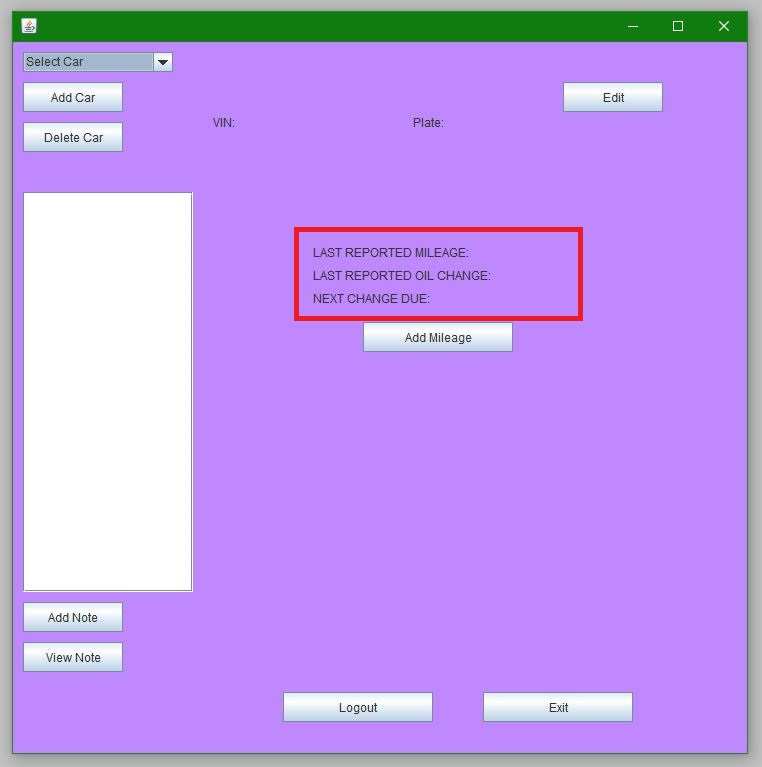 Select Car
Add Car
Edit
VIN:
Plate:
Delete Car
LAST REPORTED MILEAGE:
LAST REPORTED OIL CHANGE:
NEXT CHANGE DUE:
Add Mileage
Add Note
View Note
Logout
Exit